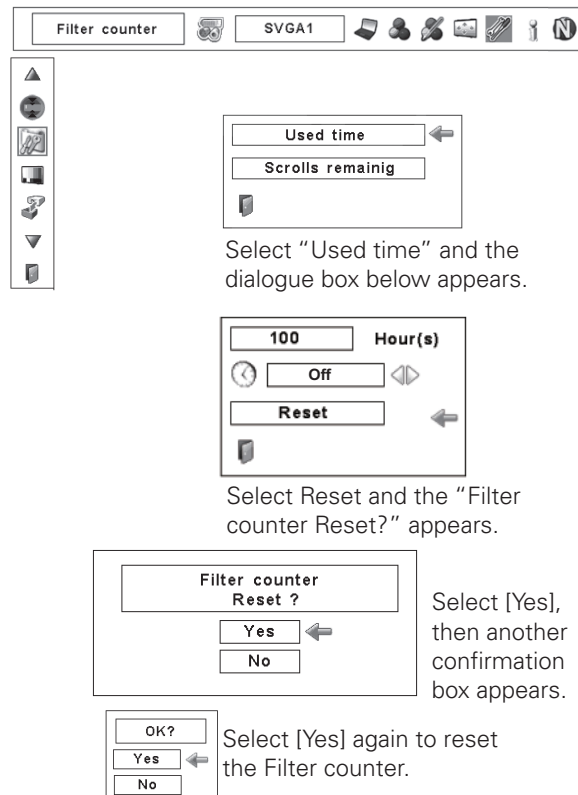 Filter counter SVGA1 N
Used time
Scrolls remainig
Select “Used time” and the
dialogue box below appears.
100 Hour(s)
Off
Reset
Select Reset and the “Filter
counter Reset?” appears.
Filter counter
Reset ?
Yes
No
Select [Yes],
then another
confirmation
box appears.
OK?
Yes
No
Select [Yes] again to reset
the Filter counter.